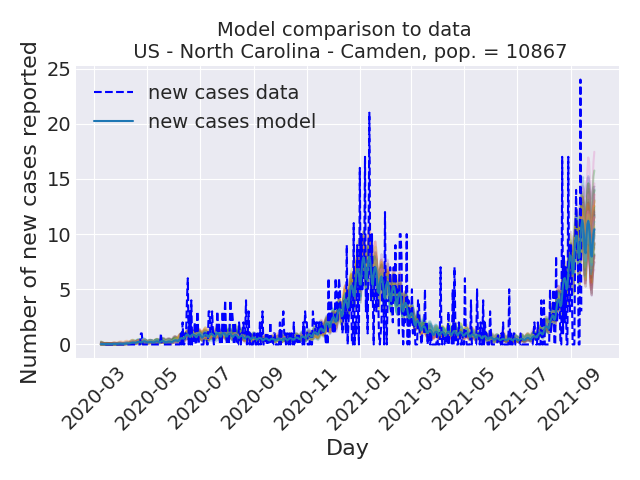 Model comparison to data
US - North Carolina - Camden, pop. = 10867
Number of new cases reported
25
20
15
10
5
0
new cases data
new cases model
2020-03
2020-05
2020-07
2020-09
2020-11
2021-01
2021-03
2021-05
2021-07
2021-09
Day